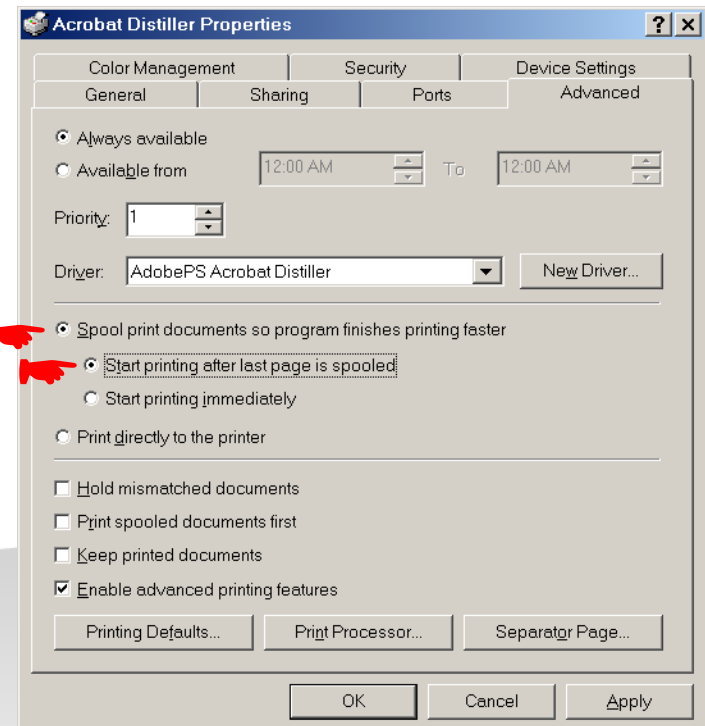 Acrobat Distiller Properties
Color Management Security Device Settings
General Sharing Ports Advanced
Always available
Available from 12:00 AM To 12:00 AM
Priority: 1
Driver: AdobePS Acrobat Distiller New Driver...
Spool print documents so program finishes printing faster
Start printing after last page is spooled
Start printing immediately
Print directly to the printer
Hold mismatched documents
Print spooled documents first
Keep printed documents
Enable advanced printing features
Printing Defaults... Print Processor... Separator Page...
OK Cancel Apply